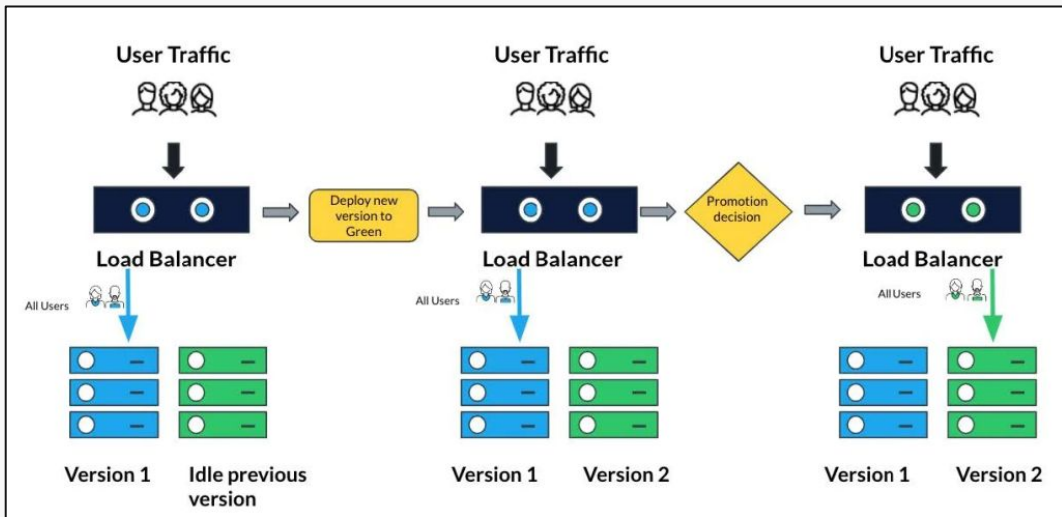 User Traffic
User Traffic
User Traffic
Deploy new
version to
Green
Promotion
decision
Load Balancer
Load Balancer
Load Balancer
All Users
All Users
All Users
Version 1
Idle previous
version
Version 1
Version 2
Version 1
Version 2